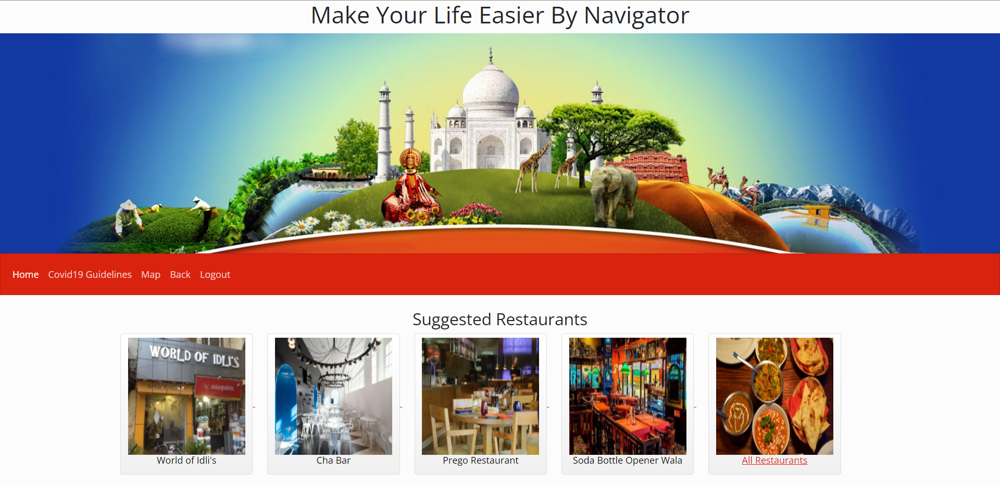 Make Your Life Easier By Navigator
Home Covid19 Guidelines Map Back Logout
Suggested Restaurants
WORLD OF IDLI'S
asianpaints
World of Idli's
Cha Bar
Prego Restaurant
Soda Bottle Opener Wala
All Restaurants